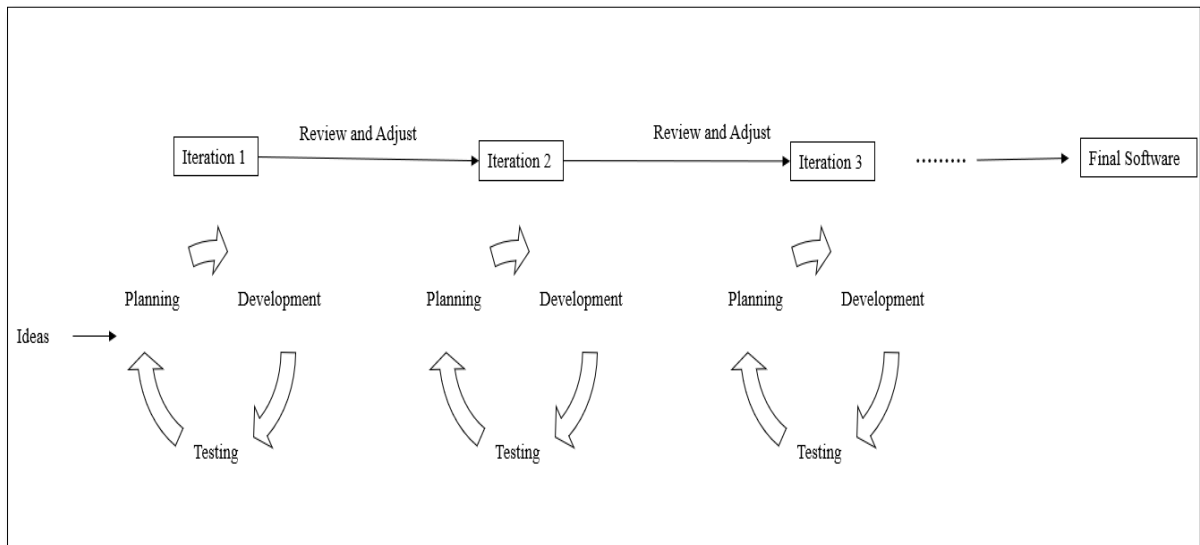 Review and Adjust
Review and Adjust
Iteration 1
Iteration 2
Iteration 3
.........
Final Software
Planning
Development
Planning
Development
Planning
Development
Ideas
Testing
Testing
Testing